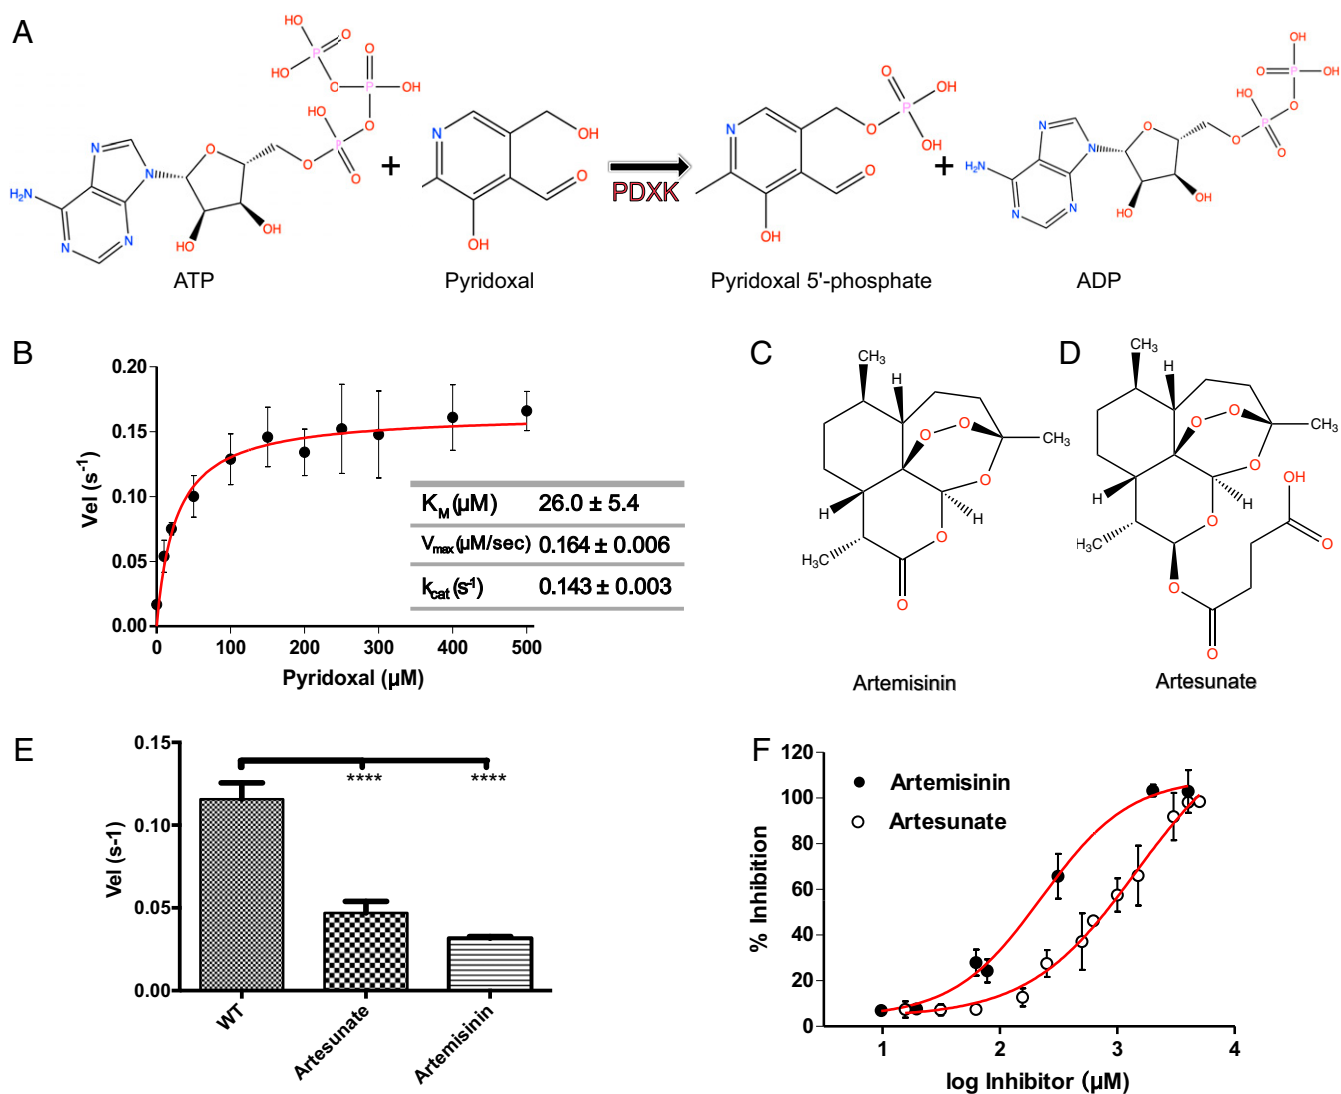 A
HO
O
P
HO
O
O
P
OH
HO
O
P
O
O
N
N
N
N
H₂N
O
HO
OH
ATP
+
N
OH
O
OH
Pyridoxal
PDXK
N
O
P
O
OH
OH
O
OH
Pyridoxal 5'-phosphate
+
OH
O
P
OH
HO
O
P
O
O
N
N
N
N
H₂N
O
HO
OH
ADP
B
Vel (s⁻¹)
0.20
0.15
0.10
0.05
0.00
0 100 200 300 400 500
Pyridoxal (µM)
K_M (µM) 26.0 ± 5.4
V_max (µM/sec) 0.164 ± 0.006
k_cat (s⁻¹) 0.143 ± 0.003
C
CH₃
H
O
O
CH₃
O
H
H
H₃C
O
O
Artemisinin
D
CH₃
H
O
O
CH₃
O
OH
H
H
O
O
H₃C
O
O
Artesunate
E
Vel (s-1)
0.15
0.10
0.05
0.00
**** ****
WT
Artesunate
Artemisinin
F
% Inhibition
120
100
80
60
40
20
0
Artemisinin
Artesunate
1 2 3 4
log Inhibitor (µM)